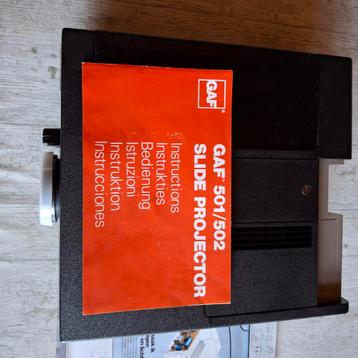 GAF
GAF® 501/502
SLIDE PROJECTOR
Instructions
Instrukties
Bedienung
Istruzioni
Instruktion
Instrucciones